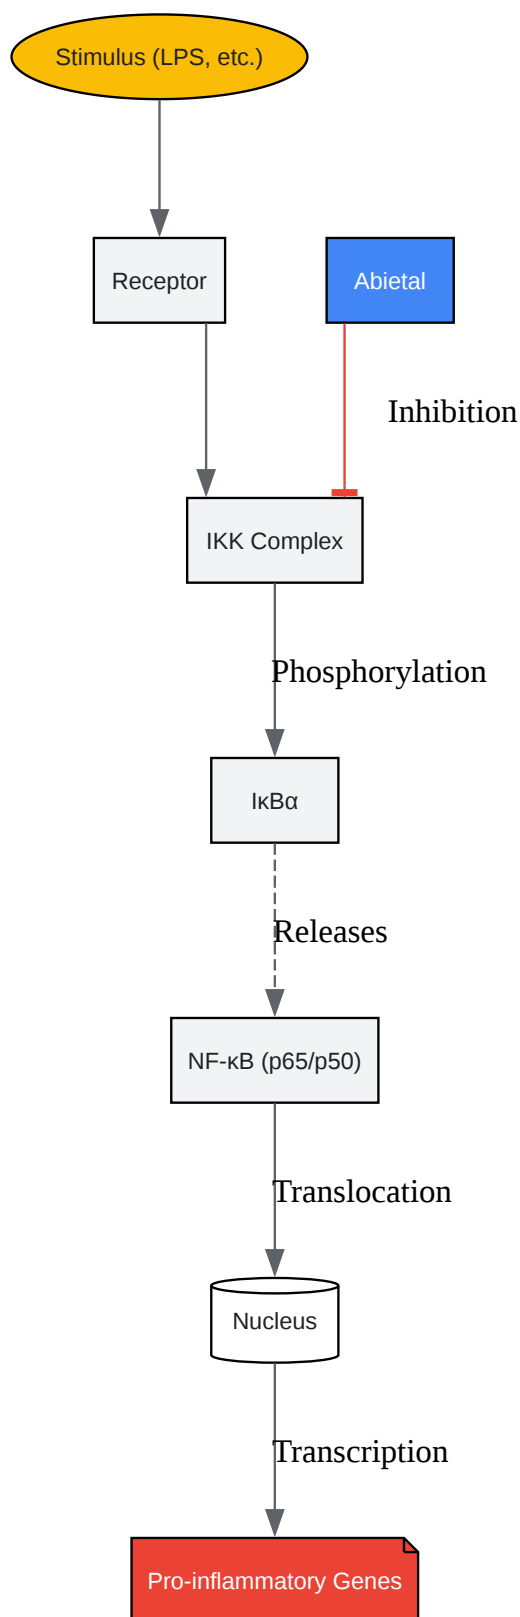 Stimulus (LPS, etc.)
Receptor
Abietal
Inhibition
IKK Complex
Phosphorylation
IκBα
Releases
NF-κB (p65/p50)
Translocation
Nucleus
Transcription
Pro-inflammatory Genes